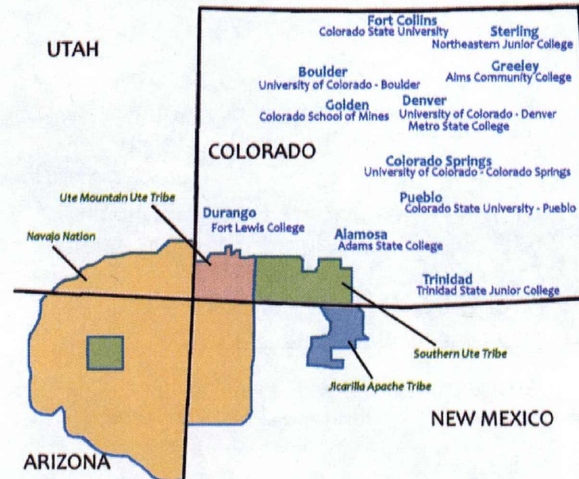 Fort Collins
Colorado State University
Sterling
Northeastern Junior College
UTAH
Boulder
University of Colorado - Boulder
Greeley
Aims Community College
Golden
Colorado School of Mines
Denver
University of Colorado - Denver
Metro State College
COLORADO
Colorado Springs
University of Colorado - Colorado Springs
Ute Mountain Ute Tribe
Pueblo
Colorado State University - Pueblo
Durango
Fort Lewis College
Navajo Nation
Alamosa
Adams State College
Trinidad
Trinidad State Junior College
Southern Ute Tribe
Jicarilla Apache Tribe
NEW MEXICO
ARIZONA